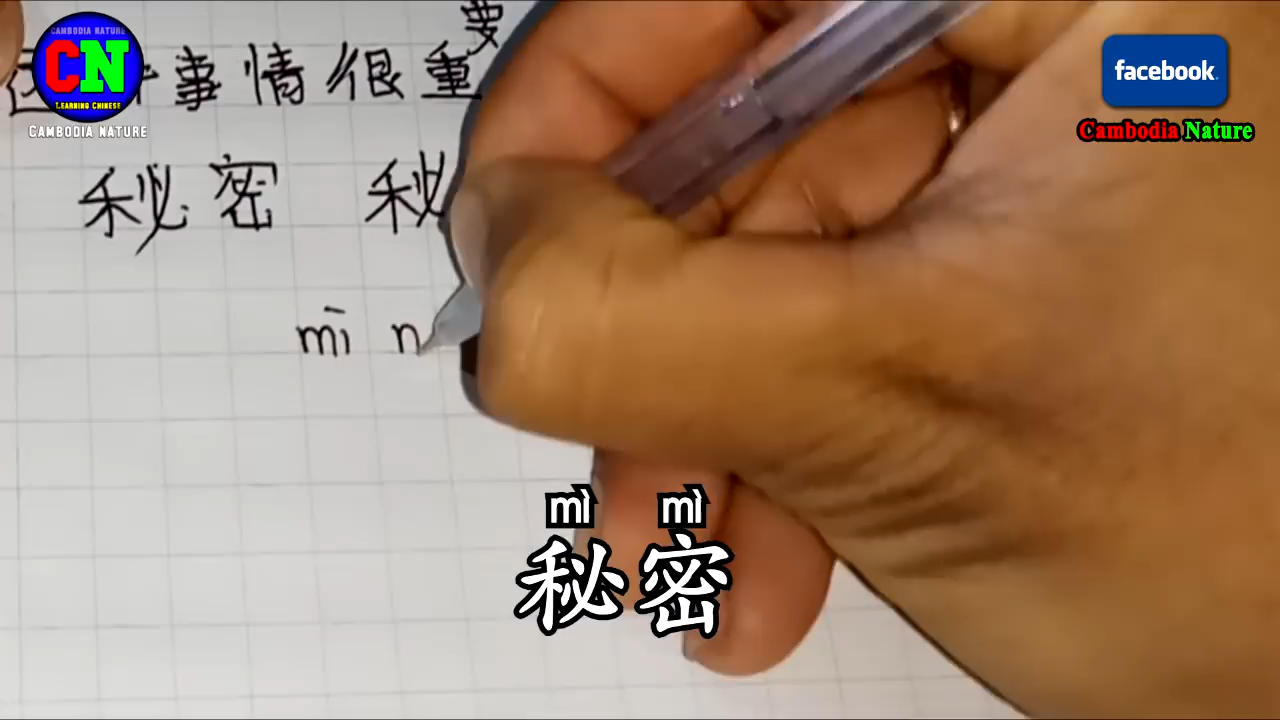 CAMBODIA NATURE
CN
LEARNING CHINESE
CAMBODIA NATURE
facebook
Cambodia Nature
要
事情很重
秘密 秘
mì n
mì mì
秘密